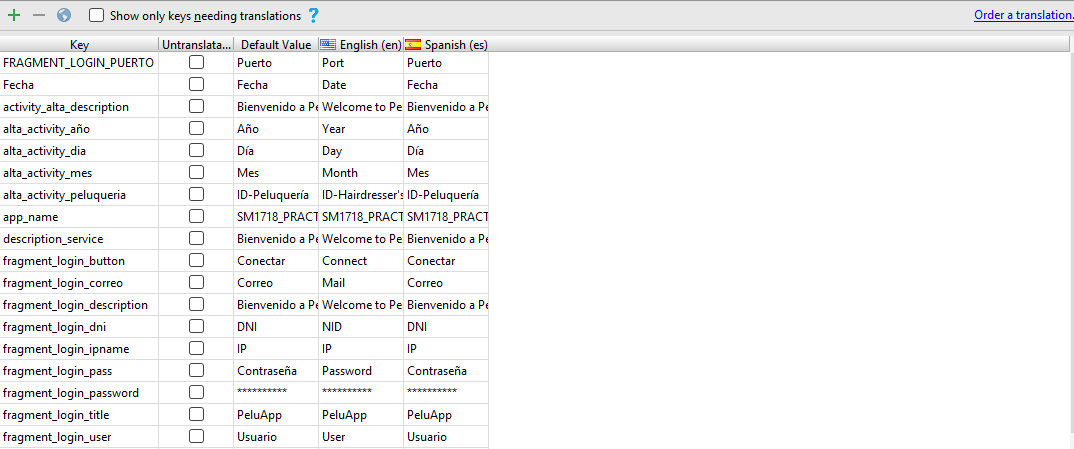 Show only keys needing translations ? Order a translation.
Key Untranslata... Default Value English (en) Spanish (es)
FRAGMENT_LOGIN_PUERTO Puerto Port Puerto
Fecha Fecha Date Fecha
activity_alta_description Bienvenido a Pe Welcome to Pe Bienvenido a Pe
alta_activity_año Año Year Año
alta_activity_dia Día Day Día
alta_activity_mes Mes Month Mes
alta_activity_peluqueria ID-Peluquería ID-Hairdresser's ID-Peluquería
app_name SM1718_PRACT SM1718_PRACT SM1718_PRACT
description_service Bienvenido a Pe Welcome to Pe Bienvenido a Pe
fragment_login_button Conectar Connect Conectar
fragment_login_correo Correo Mail Correo
fragment_login_description Bienvenido a Pe Welcome to Pe Bienvenido a Pe
fragment_login_dni DNI NID DNI
fragment_login_ipname IP IP IP
fragment_login_pass Contraseña Password Contraseña
fragment_login_password ********** ********** **********
fragment_login_title PeluApp PeluApp PeluApp
fragment_login_user Usuario User Usuario